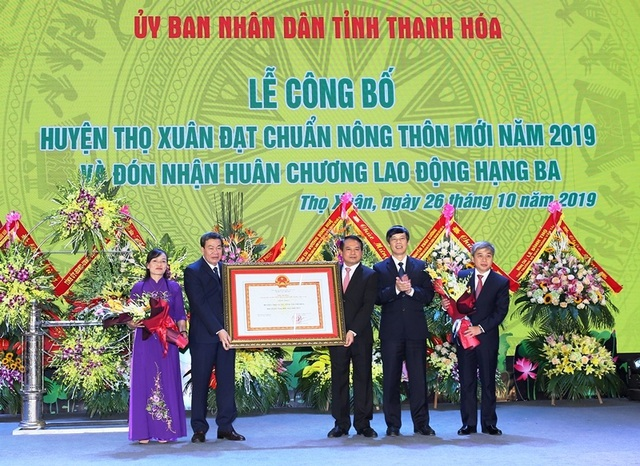 ỦY BAN NHÂN DÂN TỈNH THANH HÓA
LỄ CÔNG BỐ
HUYỆN THỌ XUÂN ĐẠT CHUẨN NÔNG THÔN MỚI NĂM 2019
VÀ ĐÓN NHẬN HUÂN CHƯƠNG LAO ĐỘNG HẠNG BA
Thọ Xuân, ngày 26 tháng 10 năm 2019